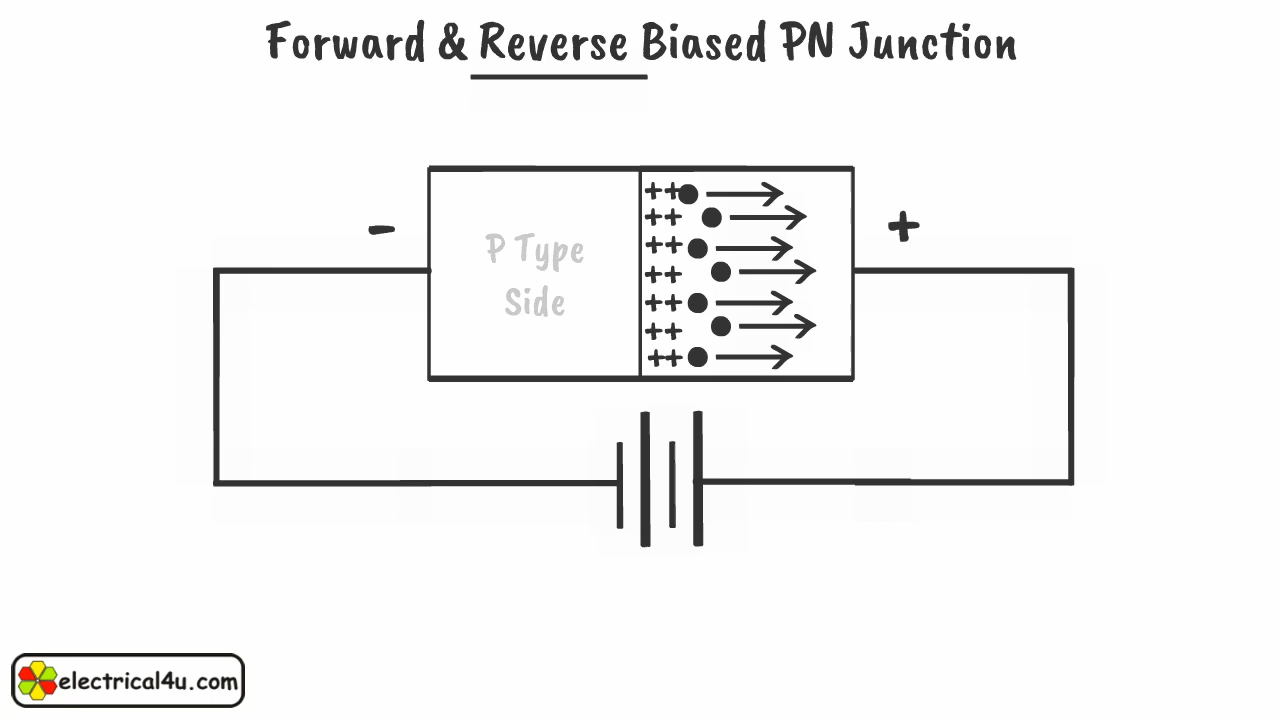 Forward & Reverse Biased PN Junction
- +
P Type
Side
++
++
++
++
++
++
++
electrical4u.com